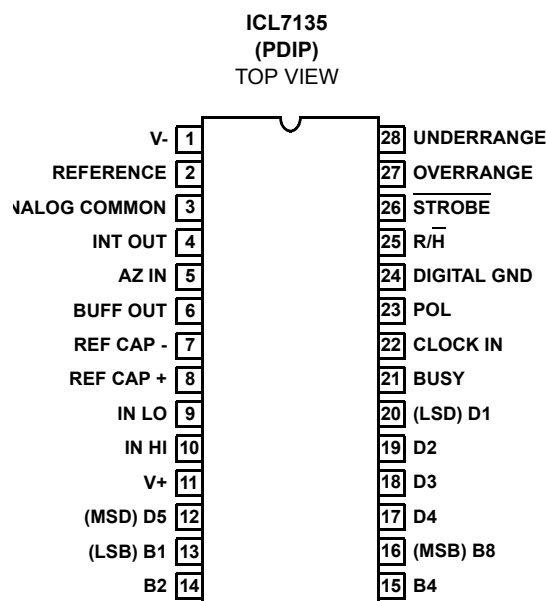 ICL7135
(PDIP)
TOP VIEW
V- 1
REFERENCE 2
NALOG COMMON 3
INT OUT 4
AZ IN 5
BUFF OUT 6
REF CAP - 7
REF CAP + 8
IN LO 9
IN HI 10
V+ 11
(MSD) D5 12
(LSB) B1 13
B2 14
28 UNDERRANGE
27 OVERRANGE
26 STROBE
25 R/H
24 DIGITAL GND
23 POL
22 CLOCK IN
21 BUSY
20 (LSD) D1
19 D2
18 D3
17 D4
16 (MSB) B8
15 B4